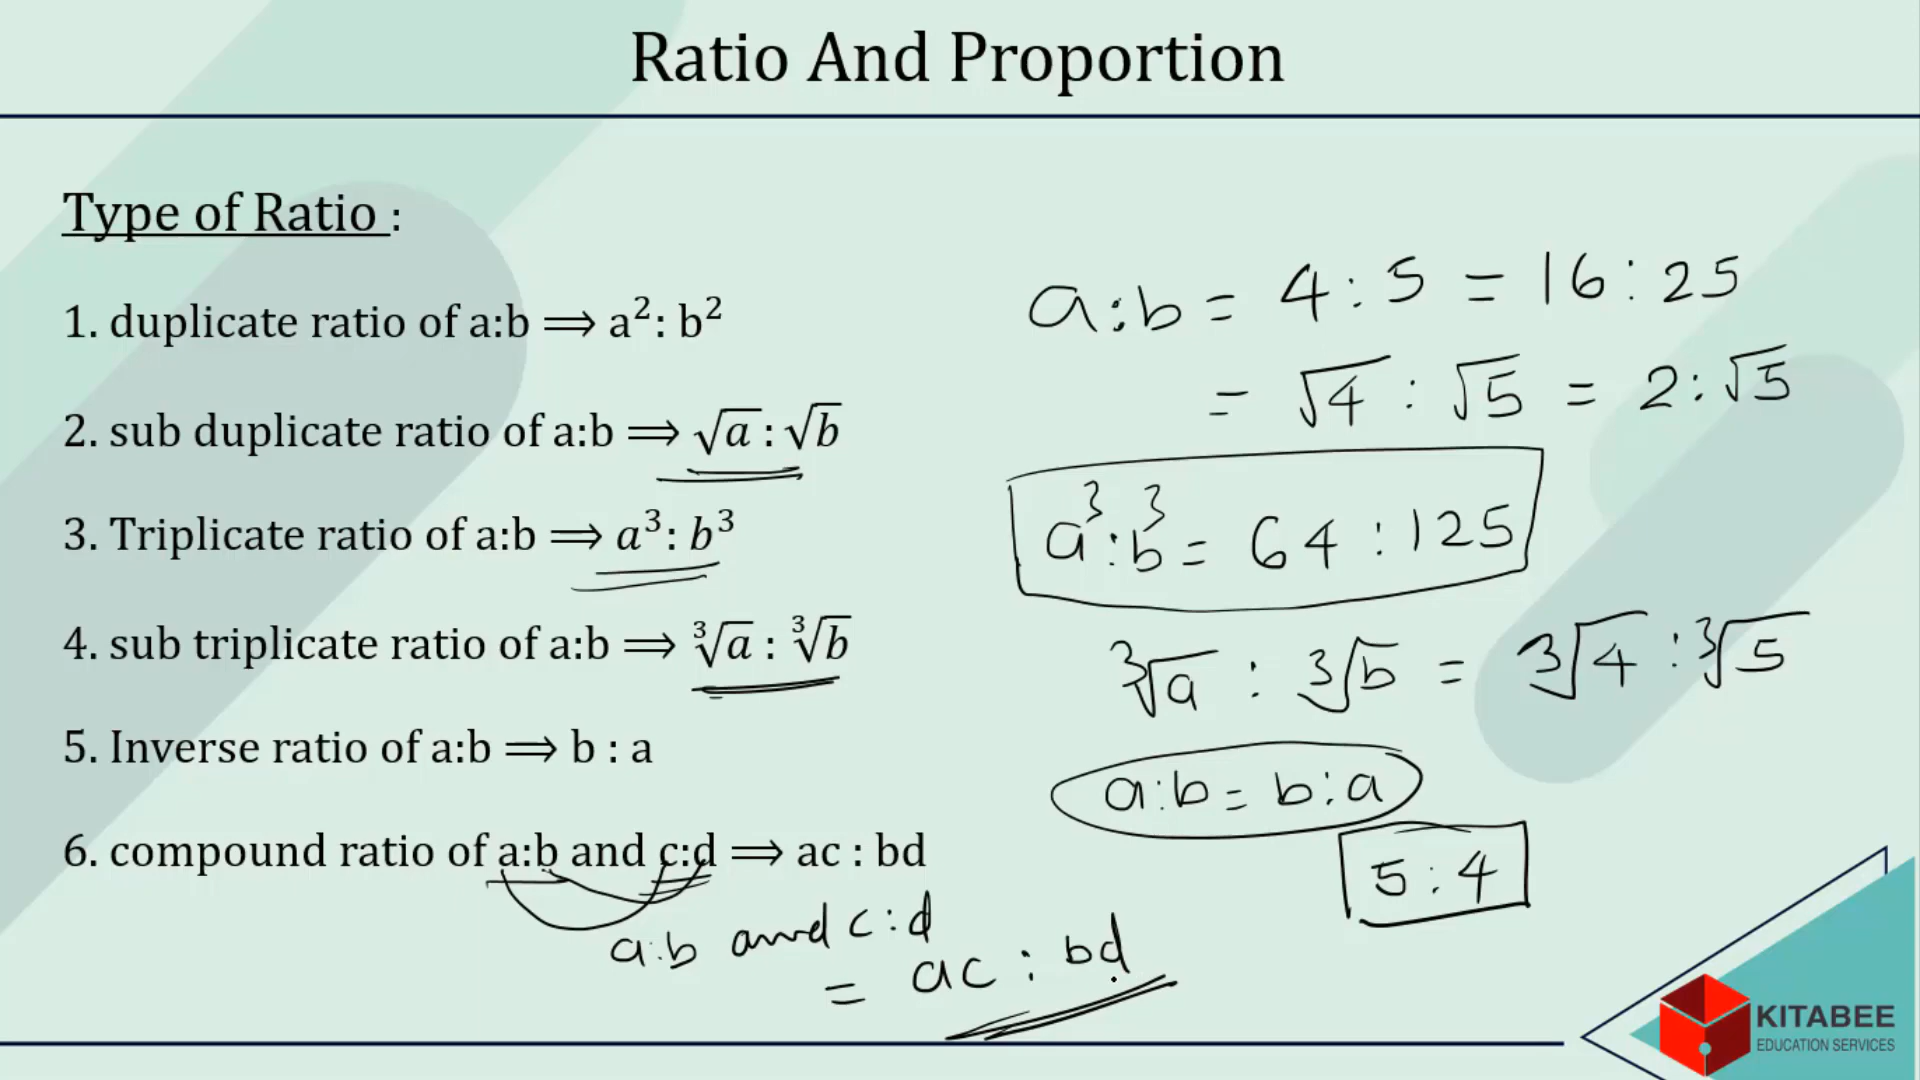 Ratio And Proportion
Type of Ratio :
1. duplicate ratio of a:b ⟹ a²: b²
2. sub duplicate ratio of a:b ⟹ √a : √b
3. Triplicate ratio of a:b ⟹ a³: b³
4. sub triplicate ratio of a:b ⟹ ∛a : ∛b
5. Inverse ratio of a:b ⟹ b : a
6. compound ratio of a:b and c:d ⟹ ac : bd
a:b and c:d
= ac : bd
a:b = 4:5 = 16:25
= √4 : √5 = 2:√5
a³:b³ = 64:125
∛a : ∛b = ∛4 : ∛5
a:b = b:a
5:4
KITABEE
EDUCATION SERVICES